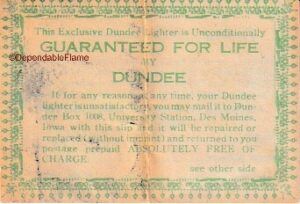 This Exclusive Dundee Lighter is Unconditionally
GUARANTEED FOR LIFE
©DependableFlame
BY
DUNDEE
If for any reason, any time, your Dundee
lighter is unsatisfactory, you may mail it to Dun-
dee Box 1008, University Station, Des Moines,
Iowa with this slip and it will be repaired or
replaced (without imprint) and returned to you
postage prepaid ABSOLUTELY FREE OF
CHARGE
see other side